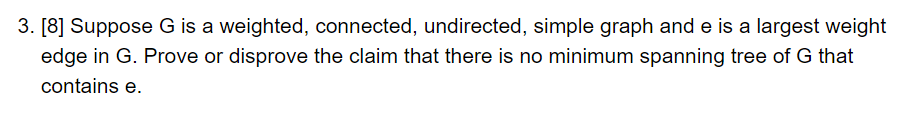 3. [8] Suppose G is a weighted, connected, undirected, simple graph and e is a largest weight
edge in G. Prove or disprove the claim that there is no minimum spanning tree of G that
contains e.